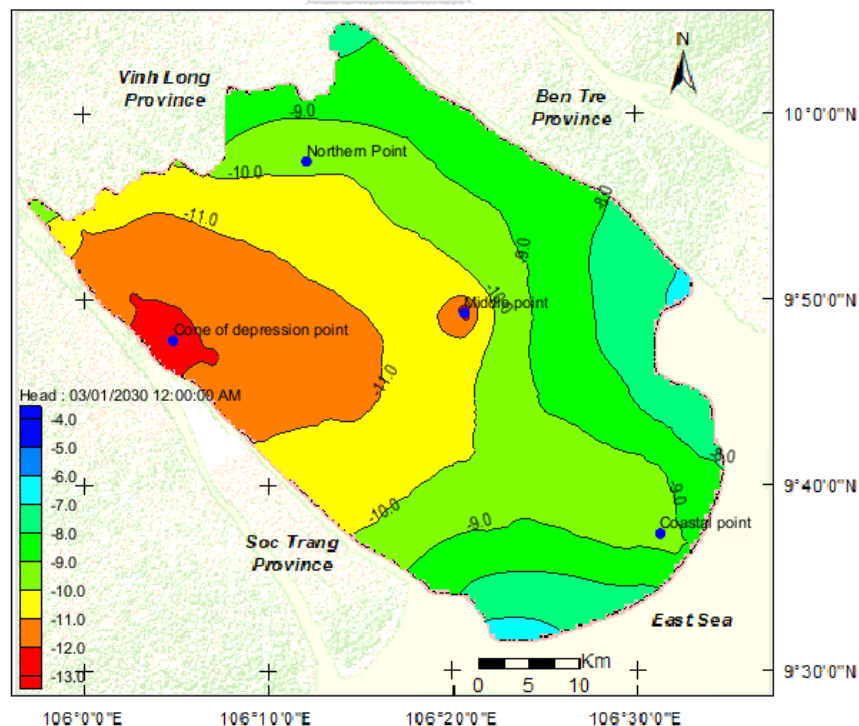 N
Vinh Long
Province
Ben Tre
Province
10°0'0"N
-9.0
Northern Point
-10.0
-8.0
-11.0
-9.0
9°50'0"N
-10.0
Middle point
Cone of depression point
-11.0
Head : 03/01/2030 12:00:00 AM
-4.0
-5.0
-6.0
-7.0
-8.0
-9.0
-10.0
-11.0
-12.0
-13.0
-8.0
-9.0
9°40'0"N
-10.0
-9.0
Coastal point
Soc Trang
Province
East Sea
Km
0 5 10
9°30'0"N
106°0'0"E 106°10'0"E 106°20'0"E 106°30'0"E